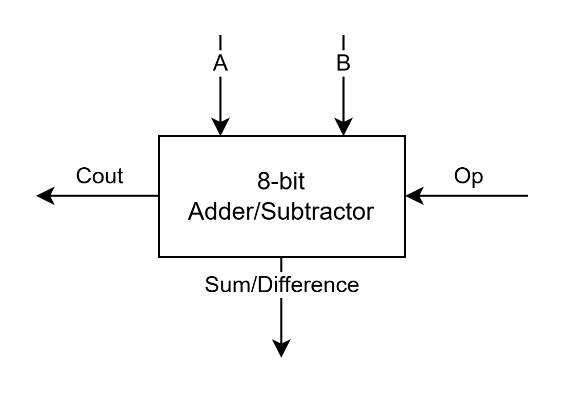 A
B
Cout
8-bit
Adder/Subtractor
Op
Sum/Difference